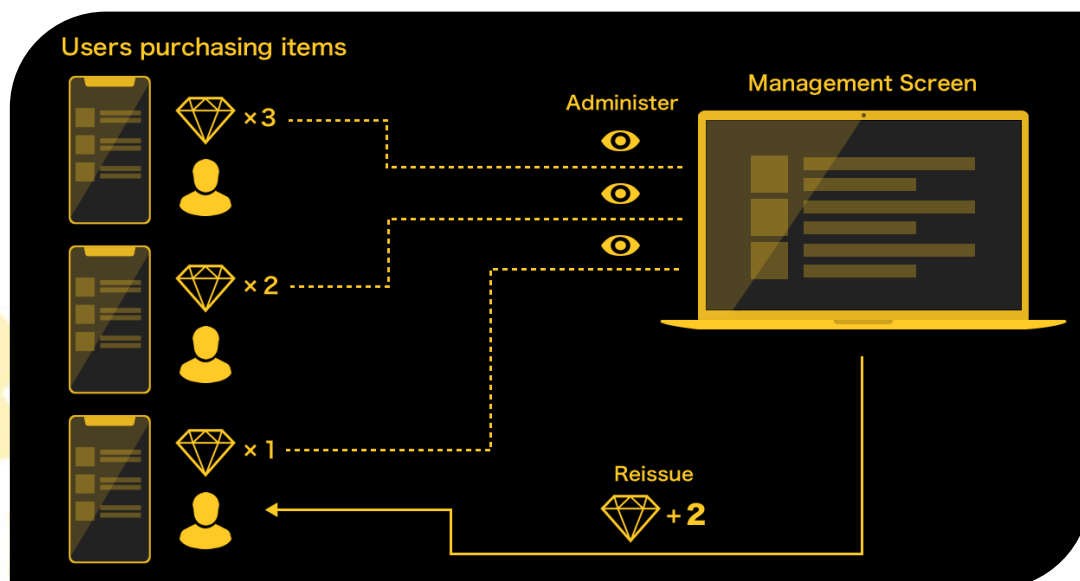 Users purchasing items
Management Screen
Administer
×3
×2
×1
Reissue
+2